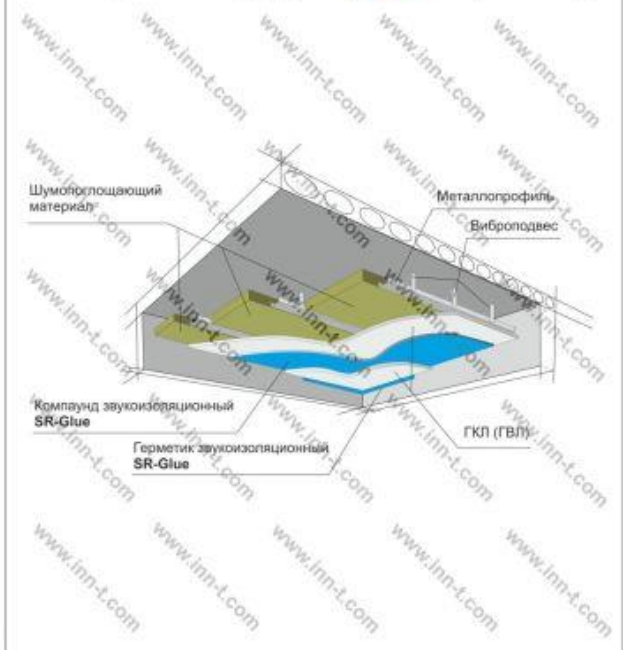 Шумопоглощающий
материал
Металлопрофиль
Виброподвес
Компаунд звукоизоляционный
SR-Glue
Герметик звукоизоляционный
SR-Glue
ГКЛ (ГВЛ)
www.inn-t.com